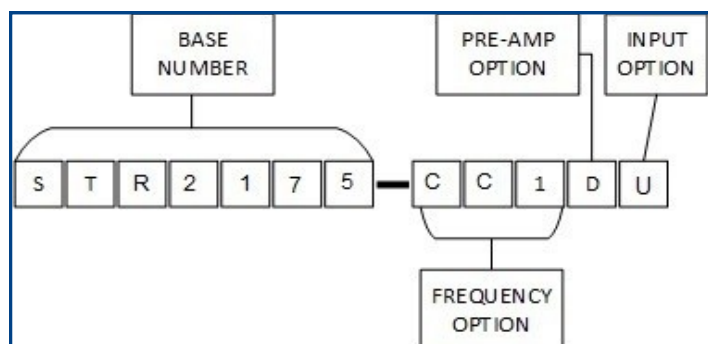 BASE
NUMBER
PRE-AMP
OPTION
INPUT
OPTION
S T R 2 1 7 5 - C C 1 D U
FREQUENCY
OPTION